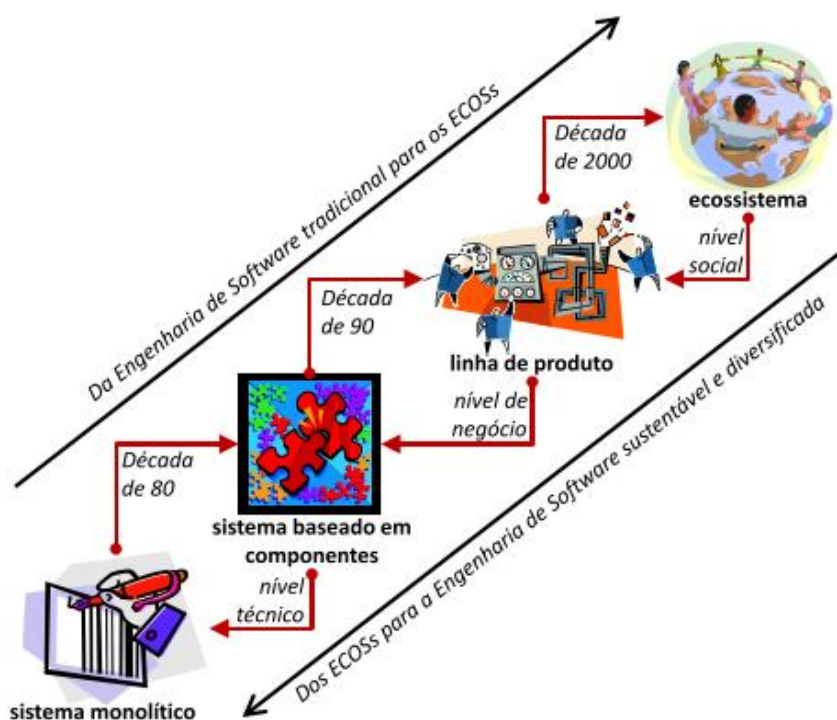 Da Engenharia de Software tradicional para os ECOSs
Década
de 2000
ecossistema
nível
social
Década
de 90
linha de produto
nível de
negócio
Década
de 80
sistema baseado em
componentes
nível
técnico
sistema monolítico
Dos ECOSs para a Engenharia de Software sustentável e diversificada